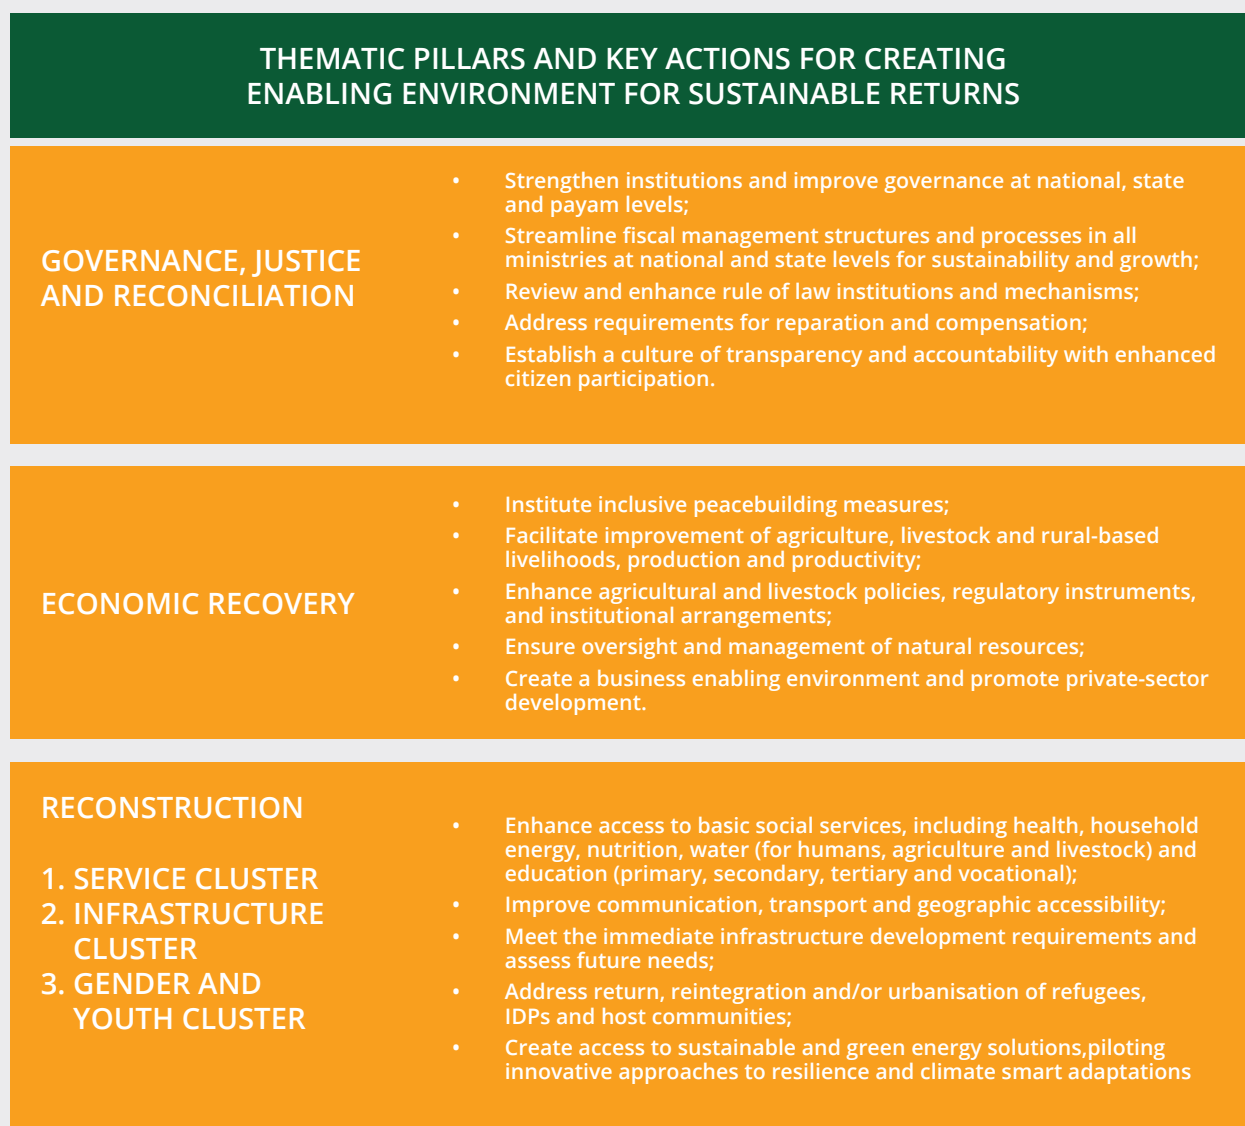 THEMATIC PILLARS AND KEY ACTIONS FOR CREATING
ENABLING ENVIRONMENT FOR SUSTAINABLE RETURNS
GOVERNANCE, JUSTICE
AND RECONCILIATION
• Strengthen institutions and improve governance at national, state
and payam levels;
• Streamline fiscal management structures and processes in all
ministries at national and state levels for sustainability and growth;
• Review and enhance rule of law institutions and mechanisms;
• Address requirements for reparation and compensation;
• Establish a culture of transparency and accountability with enhanced
citizen participation.
ECONOMIC RECOVERY
• Institute inclusive peacebuilding measures;
• Facilitate improvement of agriculture, livestock and rural-based
livelihoods, production and productivity;
• Enhance agricultural and livestock policies, regulatory instruments,
and institutional arrangements;
• Ensure oversight and management of natural resources;
• Create a business enabling environment and promote private-sector
development.
RECONSTRUCTION
1. SERVICE CLUSTER
2. INFRASTRUCTURE
CLUSTER
3. GENDER AND
YOUTH CLUSTER
• Enhance access to basic social services, including health, household
energy, nutrition, water (for humans, agriculture and livestock) and
education (primary, secondary, tertiary and vocational);
• Improve communication, transport and geographic accessibility;
• Meet the immediate infrastructure development requirements and
assess future needs;
• Address return, reintegration and/or urbanisation of refugees,
IDPs and host communities;
• Create access to sustainable and green energy solutions,piloting
innovative approaches to resilience and climate smart adaptations